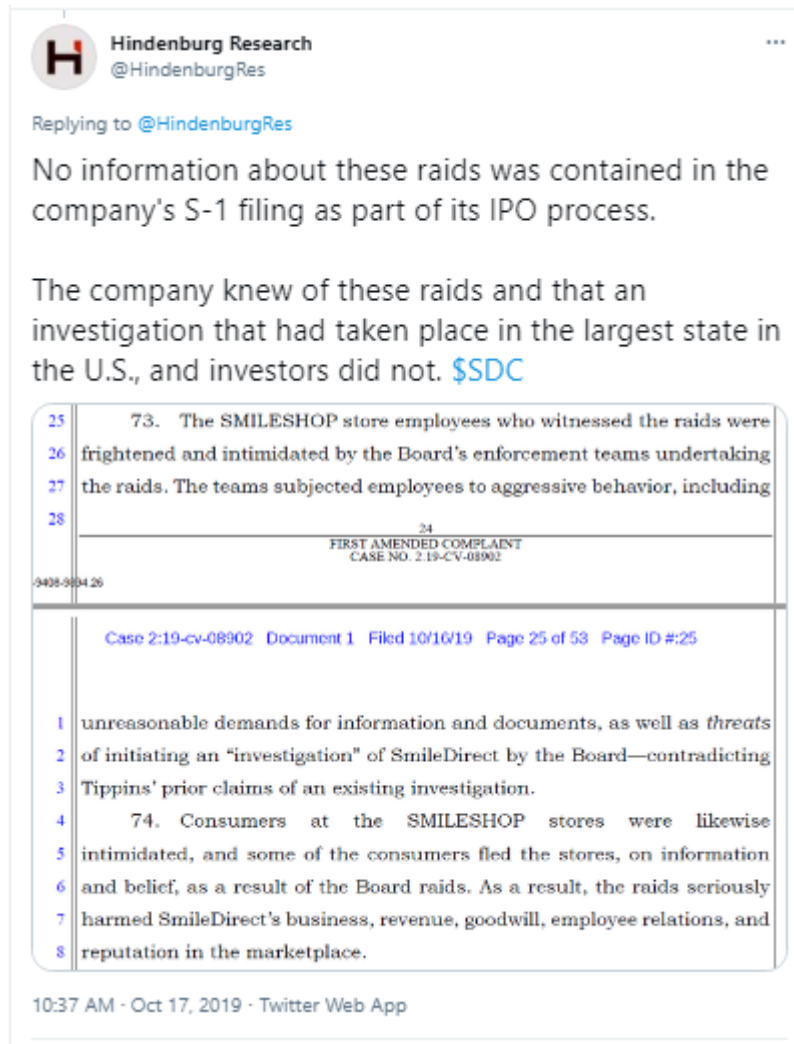 Hindenburg Research
@HindenburgRes
Replying to @HindenburgRes
No information about these raids was contained in the
company's S-1 filing as part of its IPO process.
The company knew of these raids and that an
investigation that had taken place in the largest state in
the U.S., and investors did not. $SDC
25 73. The SMILESHOP store employees who witnessed the raids were
26 frightened and intimidated by the Board's enforcement teams undertaking
27 the raids. The teams subjected employees to aggressive behavior, including
28
24
FIRST AMENDED COMPLAINT
CASE NO. 2:19-CV-08902
Case 2:19-cv-08902 Document 1 Filed 10/16/19 Page 25 of 53 Page ID #:25
1 unreasonable demands for information and documents, as well as threats
2 of initiating an “investigation” of SmileDirect by the Board—contradicting
3 Tippins' prior claims of an existing investigation.
4 74. Consumers at the SMILESHOP stores were likewise
5 intimidated, and some of the consumers fled the stores, on information
6 and belief, as a result of the Board raids. As a result, the raids seriously
7 harmed SmileDirect's business, revenue, goodwill, employee relations, and
8 reputation in the marketplace.
10:37 AM · Oct 17, 2019 · Twitter Web App